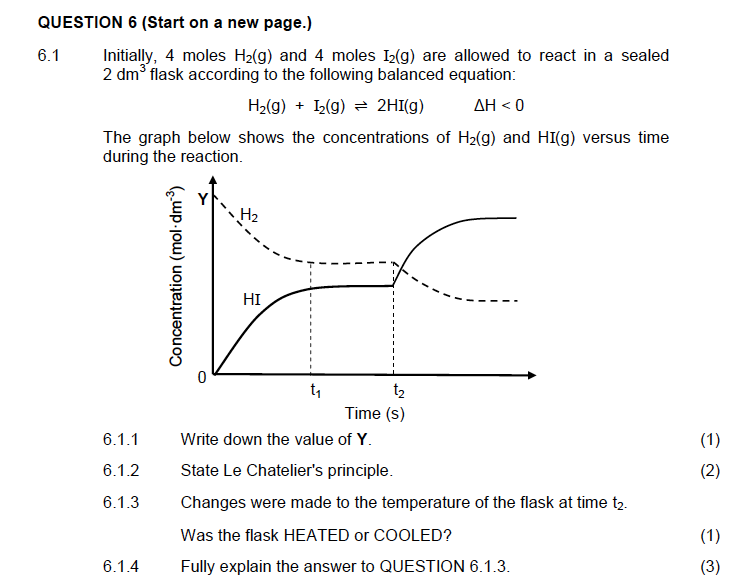 QUESTION 6 (Start on a new page.)
6.1 Initially, 4 moles H₂(g) and 4 moles I₂(g) are allowed to react in a sealed
2 dm³ flask according to the following balanced equation:
H₂(g) + I₂(g) ⇌ 2HI(g) ΔH < 0
The graph below shows the concentrations of H₂(g) and HI(g) versus time
during the reaction.
Concentration (mol·dm⁻³)
Y
H₂
HI
0
t₁ t₂
Time (s)
6.1.1 Write down the value of Y. (1)
6.1.2 State Le Chatelier's principle. (2)
6.1.3 Changes were made to the temperature of the flask at time t₂.
Was the flask HEATED or COOLED? (1)
6.1.4 Fully explain the answer to QUESTION 6.1.3. (3)